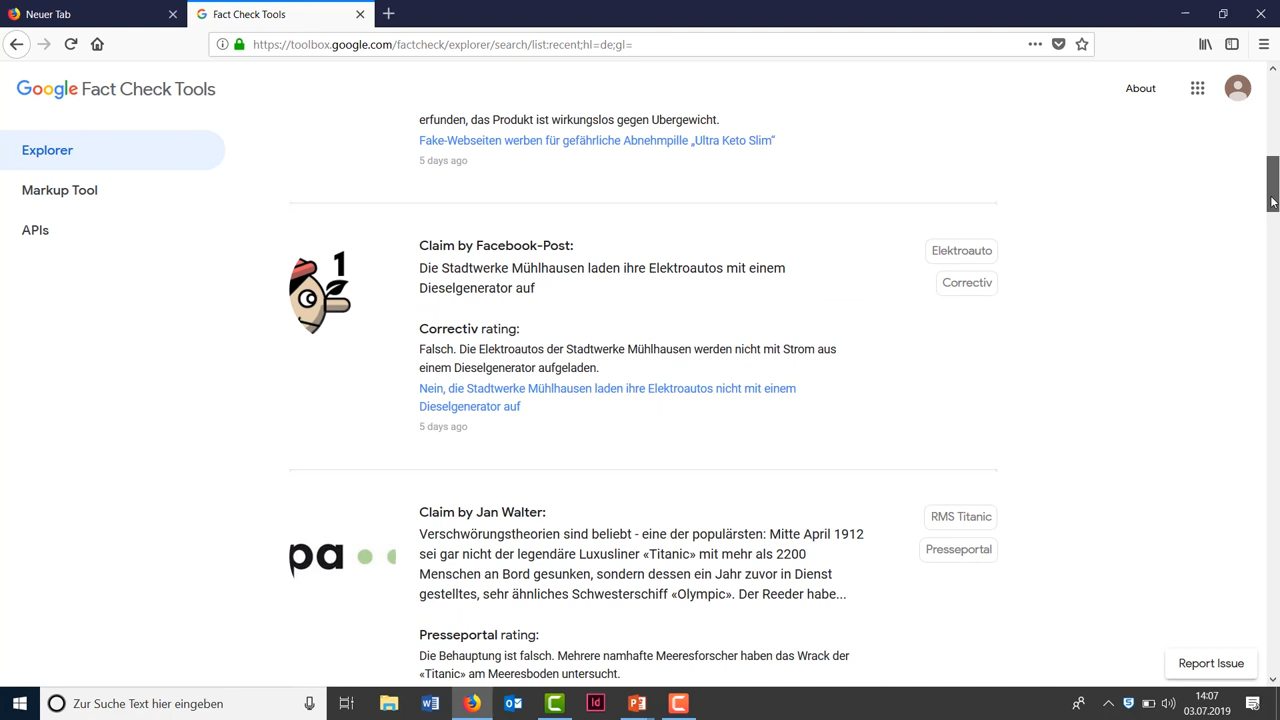 Neuer Tab
Fact Check Tools
https://toolbox.google.com/factcheck/explorer/search/list:recent;hl=de;gl=
Google Fact Check Tools
About
Explorer
Markup Tool
APIs
erfunden, das Produkt ist wirkungslos gegen Übergewicht.
Fake-Webseiten werben für gefährliche Abnehmpille „Ultra Keto Slim“
5 days ago
1
Claim by Facebook-Post:
Die Stadtwerke Mühlhausen laden ihre Elektroautos mit einem
Dieselgenerator auf
Elektroauto
Correctiv
Correctiv rating:
Falsch. Die Elektroautos der Stadtwerke Mühlhausen werden nicht mit Strom aus
einem Dieselgenerator aufgeladen.
Nein, die Stadtwerke Mühlhausen laden ihre Elektroautos nicht mit einem
Dieselgenerator auf
5 days ago
pa
Claim by Jan Walter:
Verschwörungstheorien sind beliebt - eine der populärsten: Mitte April 1912
sei gar nicht der legendäre Luxusliner «Titanic» mit mehr als 2200
Menschen an Bord gesunken, sondern dessen ein Jahr zuvor in Dienst
gestelltes, sehr ähnliches Schwesterschiff «Olympic». Der Reeder habe...
RMS Titanic
Presseportal
Presseportal rating:
Die Behauptung ist falsch. Mehrere namhafte Meeresforscher haben das Wrack der
«Titanic» am Meeresboden untersucht.
Report Issue
Zur Suche Text hier eingeben
14:07
03.07.2019